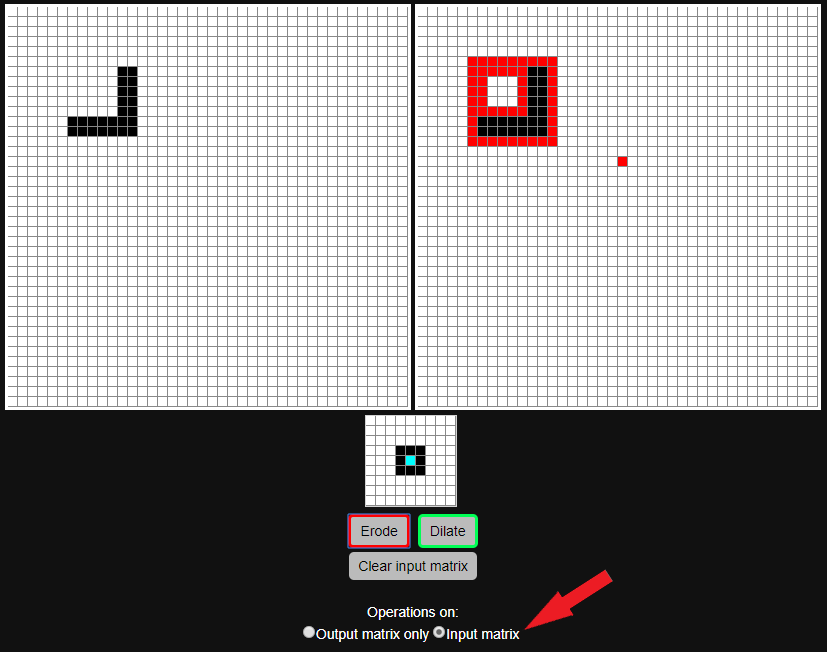 Erode Dilate
Clear input matrix
Operations on:
Output matrix only Input matrix